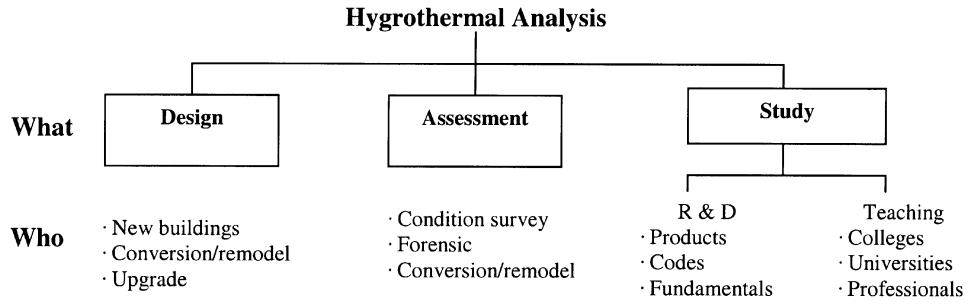 Hygrothermal Analysis
What
Design
Assessment
Study
Who
· New buildings
· Conversion/remodel
· Upgrade
· Condition survey
· Forensic
· Conversion/remodel
R & D
· Products
· Codes
· Fundamentals
Teaching
· Colleges
· Universities
· Professionals